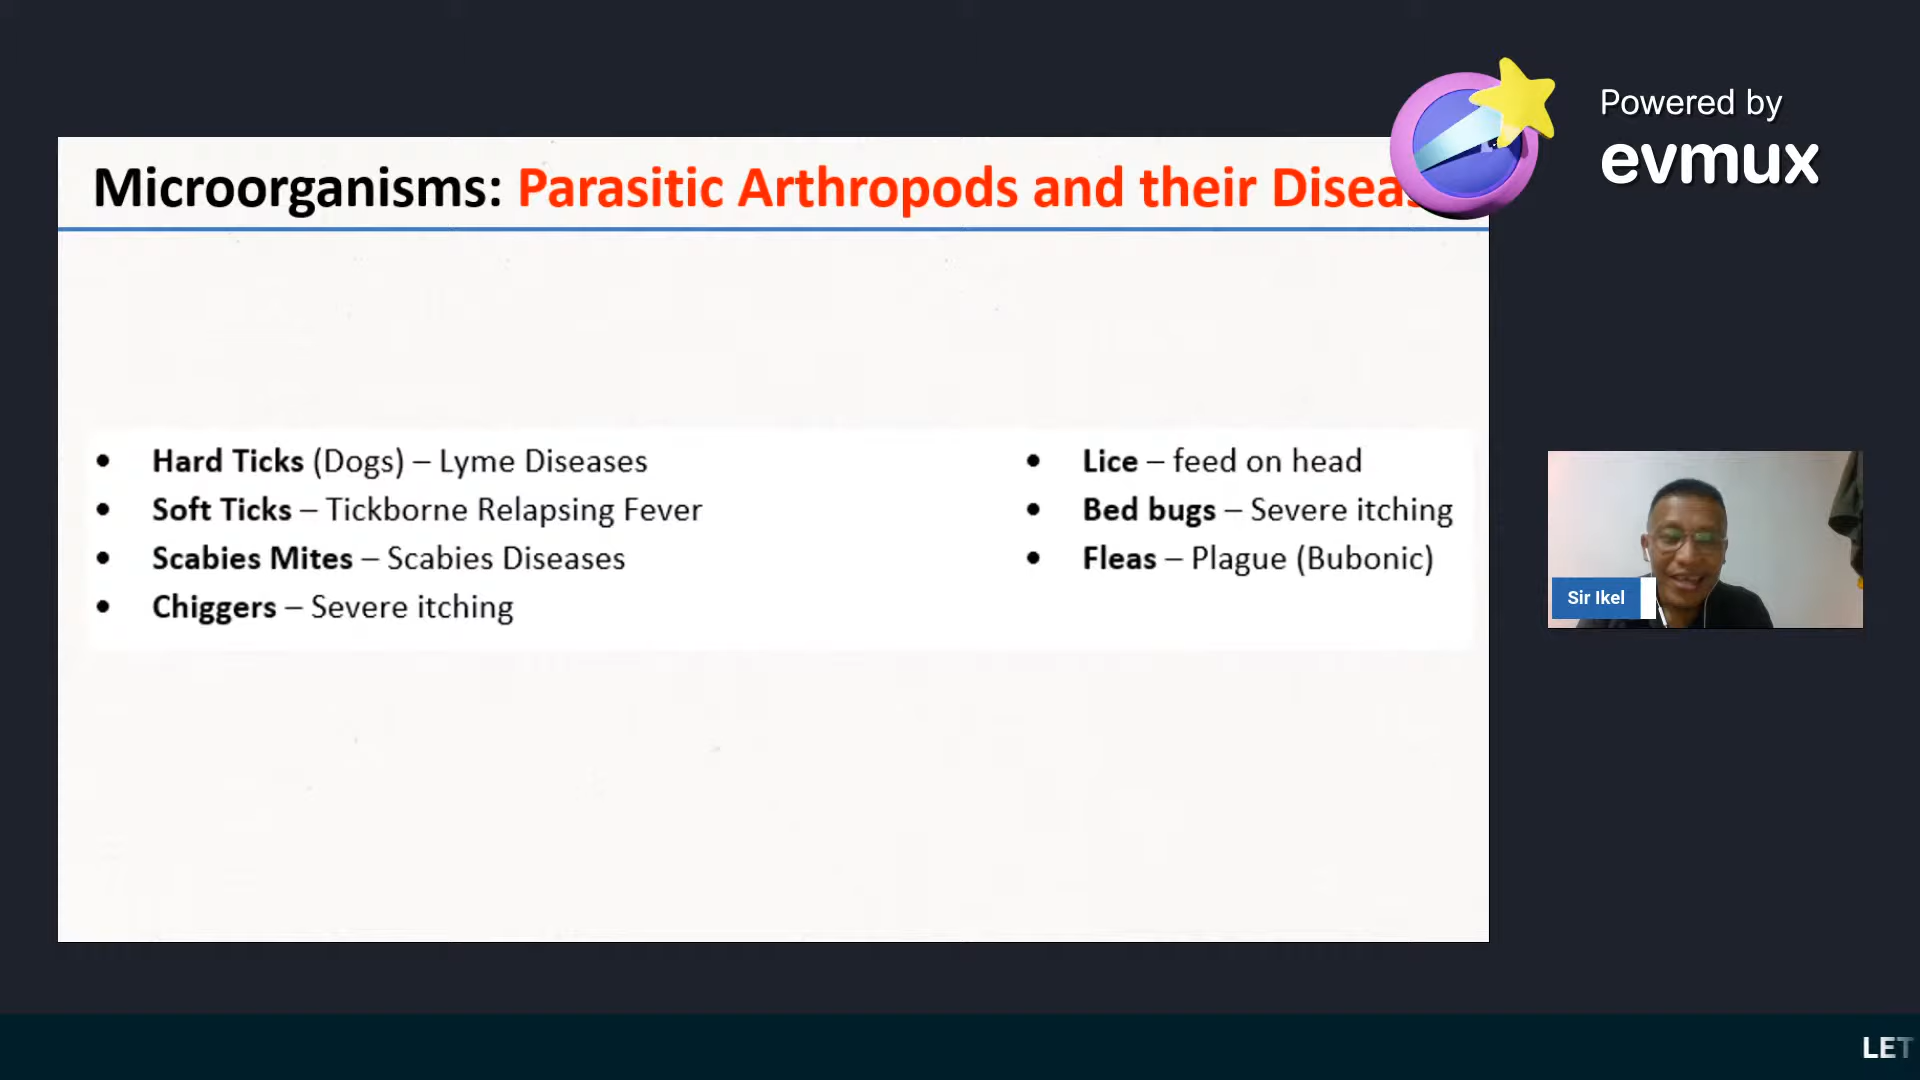 Powered by
evmux
Microorganisms: Parasitic Arthropods and their
• Hard Ticks (Dogs) – Lyme Diseases
• Soft Ticks – Tickborne Relapsing Fever
• Scabies Mites – Scabies Diseases
• Chiggers – Severe itching
• Lice – feed on head
• Bed bugs – Severe itching
• Fleas – Plague (Bubonic)
Sir Ikel
LET